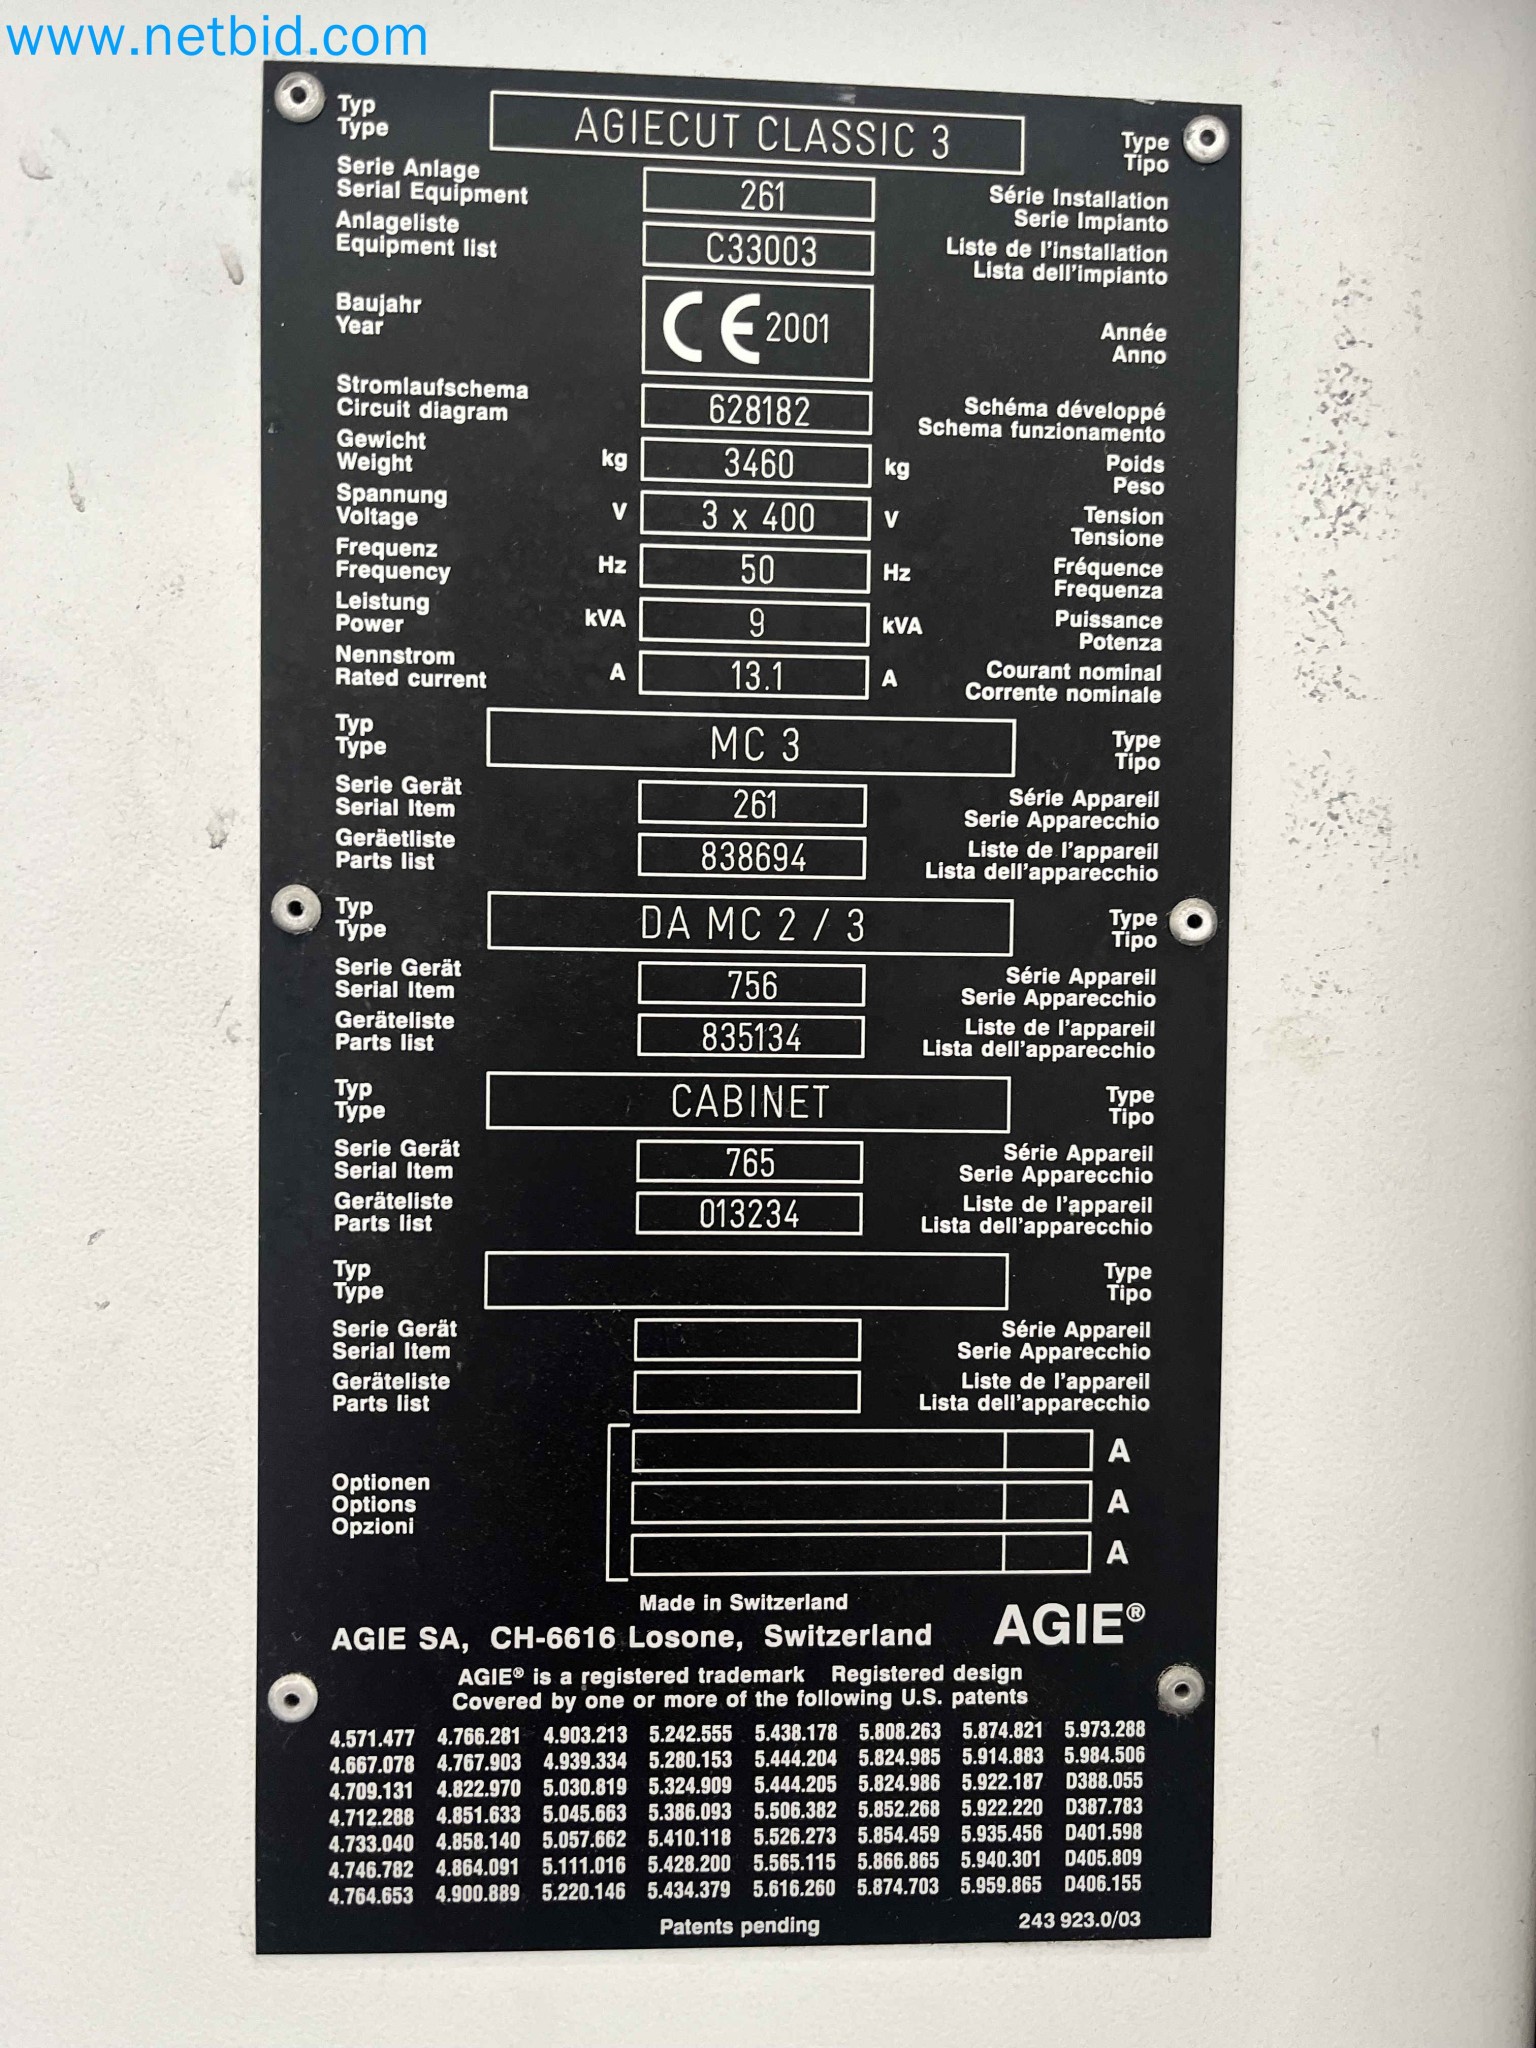 www.netbid.com
Typ AGIECUT CLASSIC 3 Type
Type Tipo
Serie Anlage 261 Série Installation
Serial Equipment Serie Impianto
Anlageliste C33003 Liste de l'installation
Equipment list Lista dell'impianto
Baujahr CE 2001 Année
Year Anno
Stromlaufschema 628182 Schéma développé
Circuit diagram Schema funzionamento
Gewicht kg 3460 kg Poids
Weight Peso
Spannung V 3 x 400 V Tension
Voltage Tensione
Frequenz Hz 50 Hz Fréquence
Frequency Frequenza
Leistung kVA 9 kVA Puissance
Power Potenza
Nennstrom A 13.1 A Courant nominal
Rated current Corrente nominale
Typ MC 3 Type
Type Tipo
Serie Gerät 261 Série Appareil
Serial Item Serie Apparecchio
Geräetliste 838694 Liste de l'appareil
Parts list Lista dell'apparecchio
Typ DA MC 2 / 3 Type
Type Tipo
Serie Gerät 756 Série Appareil
Serial Item Serie Apparecchio
Geräteliste 835134 Liste de l'appareil
Parts list Lista dell'apparecchio
Typ CABINET Type
Type Tipo
Serie Gerät 765 Série Appareil
Serial Item Serie Apparecchio
Geräteliste 013234 Liste de l'appareil
Parts list Lista dell'apparecchio
Typ Type
Type Tipo
Serie Gerät Série Appareil
Serial Item Serie Apparecchio
Geräteliste Liste de l'appareil
Parts list Lista dell'apparecchio
A
Optionen
Options A
Opzioni
A
Made in Switzerland
AGIE SA, CH-6616 Losone, Switzerland AGIE®
AGIE® is a registered trademark Registered design
Covered by one or more of the following U.S. patents
4.571.477 4.766.281 4.903.213 5.242.555 5.438.178 5.808.263 5.874.821 5.973.288
4.667.078 4.767.903 4.939.334 5.280.153 5.444.204 5.824.985 5.914.883 5.984.506
4.709.131 4.822.970 5.030.819 5.324.909 5.444.205 5.824.986 5.922.187 D388.055
4.712.288 4.851.633 5.045.663 5.386.093 5.506.382 5.852.268 5.922.220 D387.783
4.733.040 4.858.140 5.057.662 5.410.118 5.526.273 5.854.459 5.935.456 D401.598
4.746.782 4.864.091 5.111.016 5.428.200 5.565.115 5.866.865 5.940.301 D405.809
4.764.653 4.900.889 5.220.146 5.434.379 5.616.260 5.874.703 5.959.865 D406.155
Patents pending 243 923.0/03